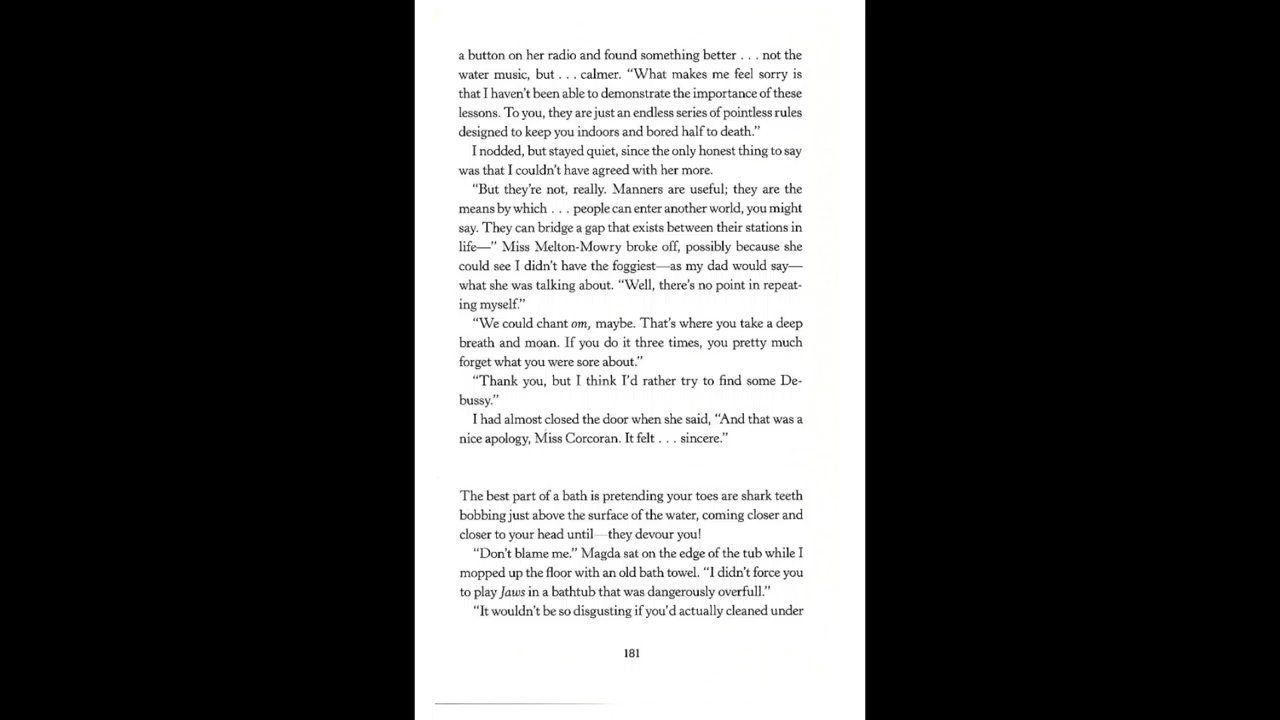 a button on her radio and found something better . . . not the
water music, but . . . calmer. “What makes me feel sorry is
that I haven’t been able to demonstrate the importance of these
lessons. To you, they are just an endless series of pointless rules
designed to keep you indoors and bored half to death.”
I nodded, but stayed quiet, since the only honest thing to say
was that I couldn’t have agreed with her more.
“But they’re not, really. Manners are useful; they are the
means by which . . . people can enter another world, you might
say. They can bridge a gap that exists between their stations in
life—” Miss Melton-Mowry broke off, possibly because she
could see I didn’t have the foggiest—as my dad would say—
what she was talking about. “Well, there’s no point in repeat-
ing myself.”
“We could chant om, maybe. That’s where you take a deep
breath and moan. If you do it three times, you pretty much
forget what you were sore about.”
“Thank you, but I think I’d rather try to find some De-
bussy.”
I had almost closed the door when she said, “And that was a
nice apology, Miss Corcoran. It felt . . . sincere.”
The best part of a bath is pretending your toes are shark teeth
bobbing just above the surface of the water, coming closer and
closer to your head until—they devour you!
“Don’t blame me.” Magda sat on the edge of the tub while I
mopped up the floor with an old bath towel. “I didn’t force you
to play Jaws in a bathtub that was dangerously overfull.”
“It wouldn’t be so disgusting if you’d actually cleaned under
181